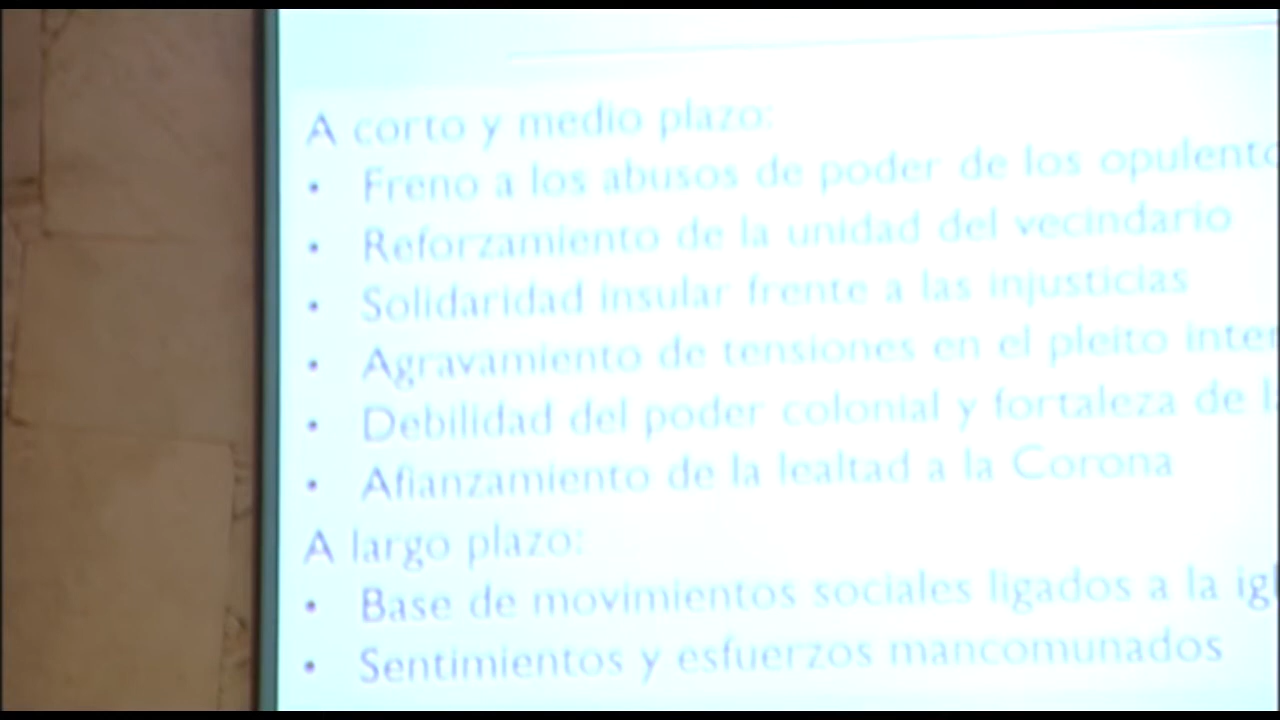 A corto y medio plazo:
• Freno a los abusos de poder de los opulento
• Reforzamiento de la unidad del vecindario
• Solidaridad insular frente a las injusticias
• Agravamiento de tensiones en el pleito inter
• Debilidad del poder colonial y fortaleza de l
• Afianzamiento de la lealtad a la Corona
A largo plazo:
• Base de movimientos sociales ligados a la igl
• Sentimientos y esfuerzos mancomunados